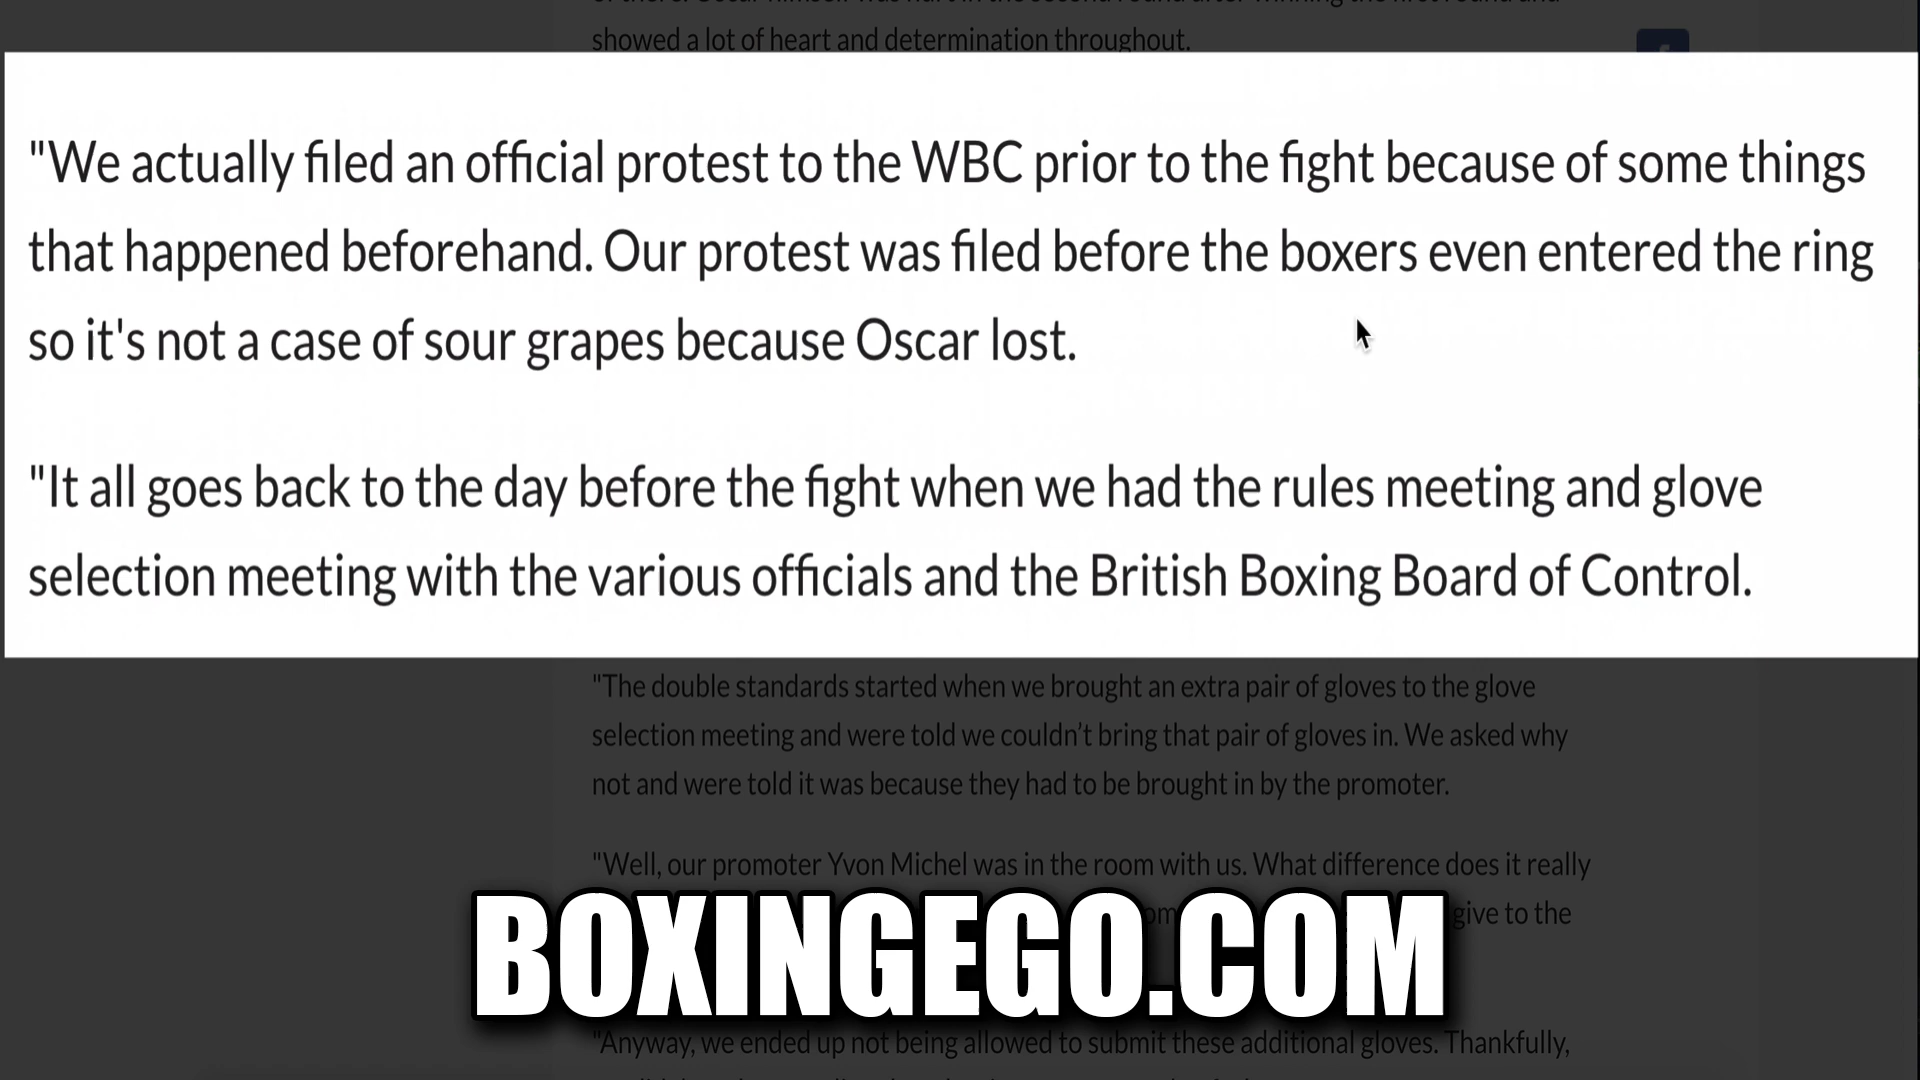 showed a lot of heart and determination throughout.
"We actually filed an official protest to the WBC prior to the fight because of some things
that happened beforehand. Our protest was filed before the boxers even entered the ring
so it's not a case of sour grapes because Oscar lost.
"It all goes back to the day before the fight when we had the rules meeting and glove
selection meeting with the various officials and the British Boxing Board of Control.
"The double standards started when we brought an extra pair of gloves to the glove
selection meeting and were told we couldn’t bring that pair of gloves in. We asked why
not and were told it was because they had to be brought in by the promoter.
"Well, our promoter Yvon Michel was in the room with us. What difference does it really
give to the
BOXINGEGO.COM
"Anyway, we ended up not being allowed to submit these additional gloves. Thankfully,